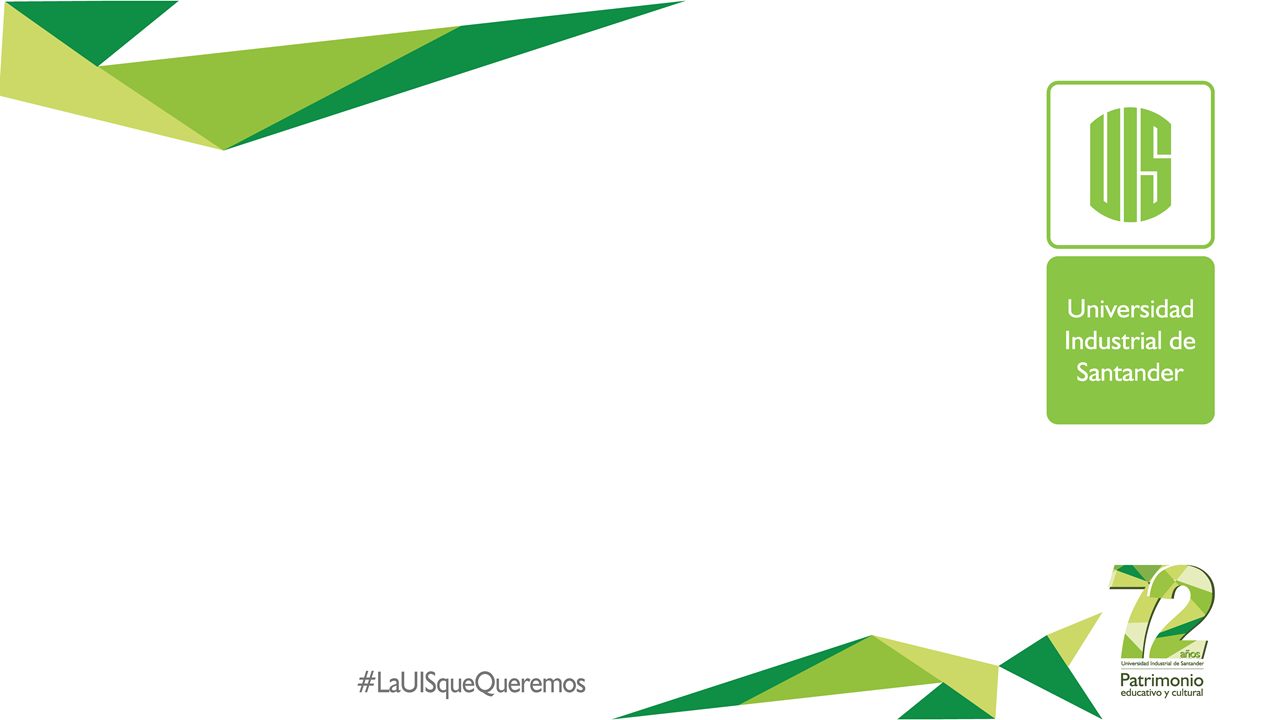 UIS
Universidad
Industrial de
Santander
72
años
Universidad Industrial de Santander
Patrimonio
educativo y cultural
#LaUISqueQueremos